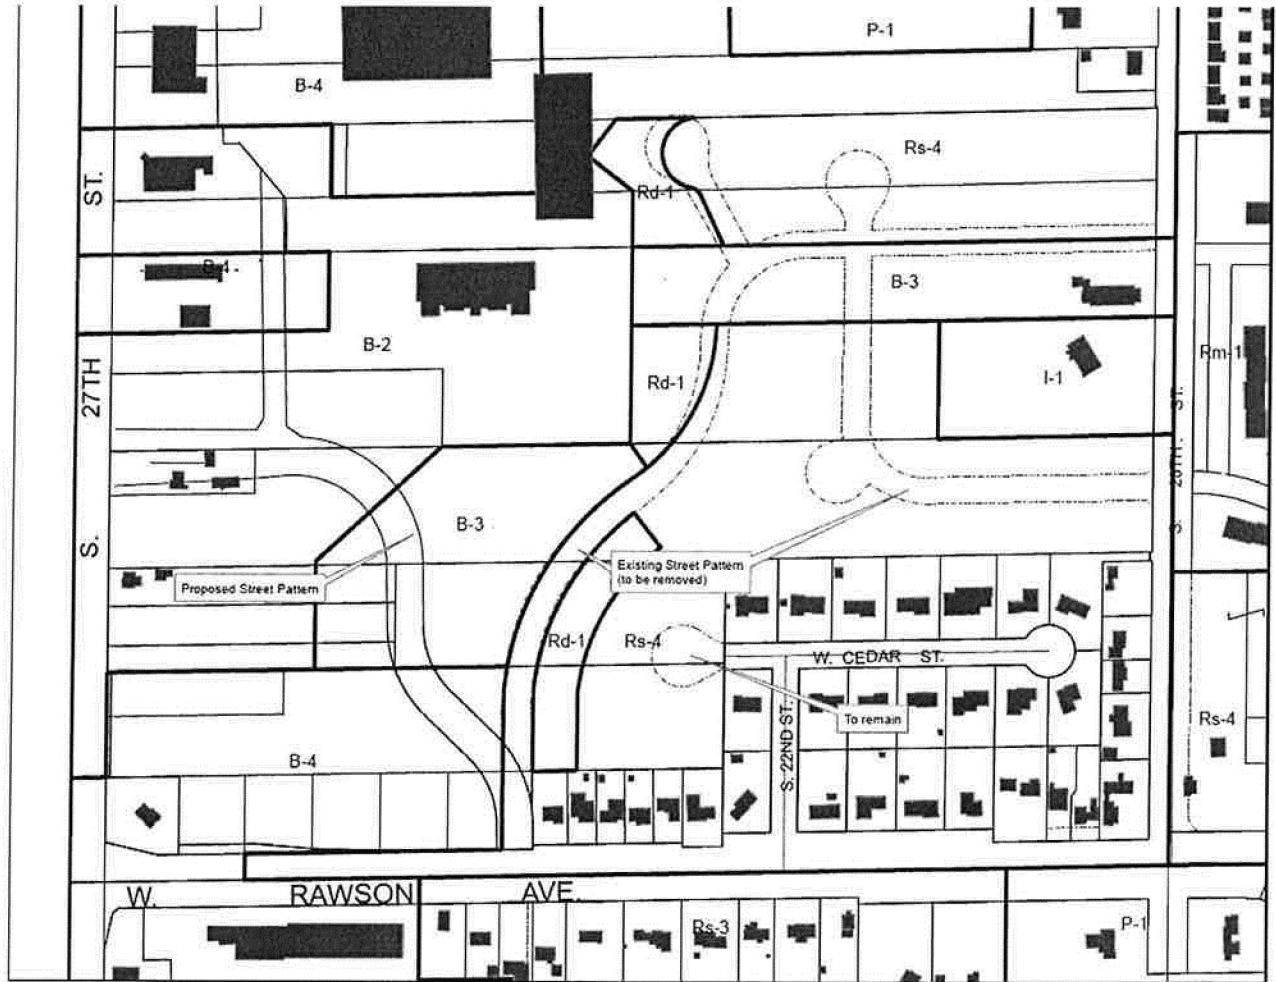 P-1
B-4
Rs-4
ST.
Rd-1
B-4
B-3
B-2
Rm-1
Rd-1
I-1
27TH
ST.
20TH
B-3
S.
S.
Existing Street Pattern
(to be removed)
Proposed Street Pattern
Rd-1
Rs-4
W. CEDAR ST.
To remain
Rs-4
S. 22ND ST.
B-4
W. RAWSON AVE.
Rs-3
P-1